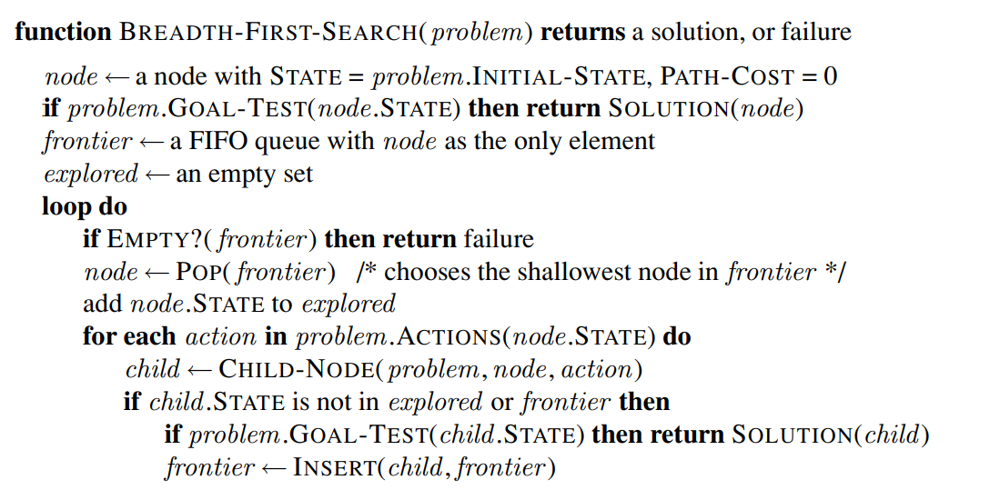 function BREADTH-FIRST-SEARCH(problem) returns a solution, or failure
node ← a node with STATE = problem.INITIAL-STATE, PATH-COST = 0
if problem.GOAL-TEST(node.STATE) then return SOLUTION(node)
frontier ← a FIFO queue with node as the only element
explored ← an empty set
loop do
if EMPTY?(frontier) then return failure
node ← POP(frontier) /* chooses the shallowest node in frontier */
add node.STATE to explored
for each action in problem.ACTIONS(node.STATE) do
child ← CHILD-NODE(problem, node, action)
if child.STATE is not in explored or frontier then
if problem.GOAL-TEST(child.STATE) then return SOLUTION(child)
frontier ← INSERT(child, frontier)